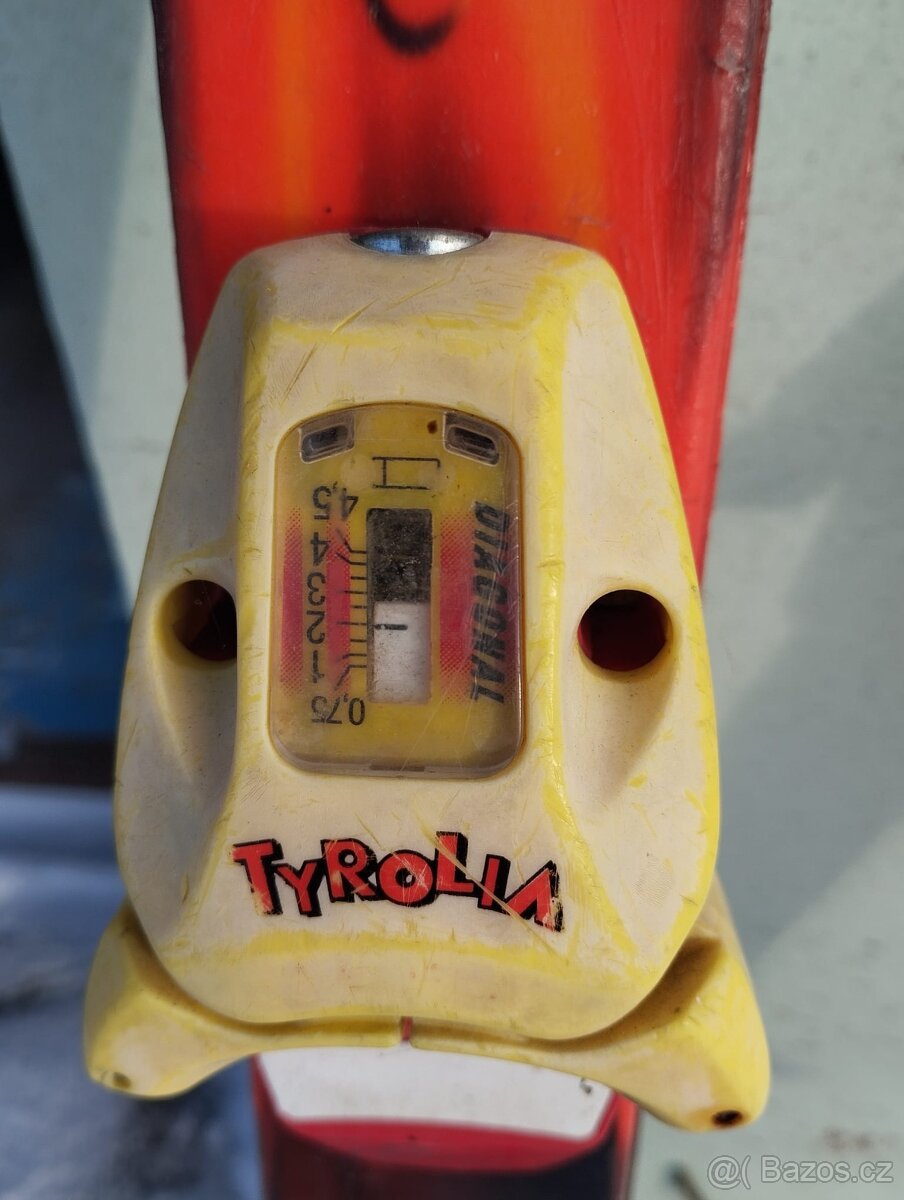 4,5
4
3
2
1
0,75
DIAGONAL
TYROLIA
@( Bazos.cz